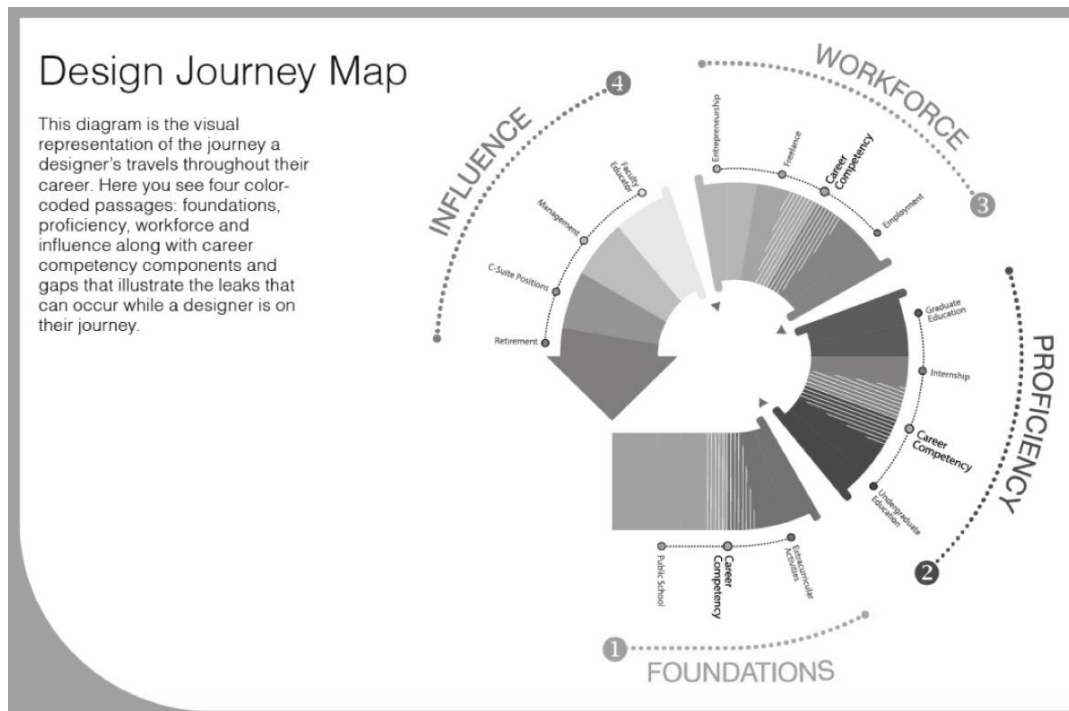 Design Journey Map
This diagram is the visual
representation of the journey a
designer's travels throughout their
career. Here you see four color-
coded passages: foundations,
proficiency, workforce and
influence along with career
competency components and
gaps that illustrate the leaks that
can occur while a designer is on
their journey.
1
FOUNDATIONS
Public School
Career
Competency
Extracurricular
Activities
2
PROFICIENCY
Undergraduate
Education
Career
Competency
Internship
Graduate
Education
3
WORKFORCE
Employment
Career
Competency
Freelance
Entrepreneurship
4
INFLUENCE
Faculty
Educator
Management
C-Suite Positions
Retirement